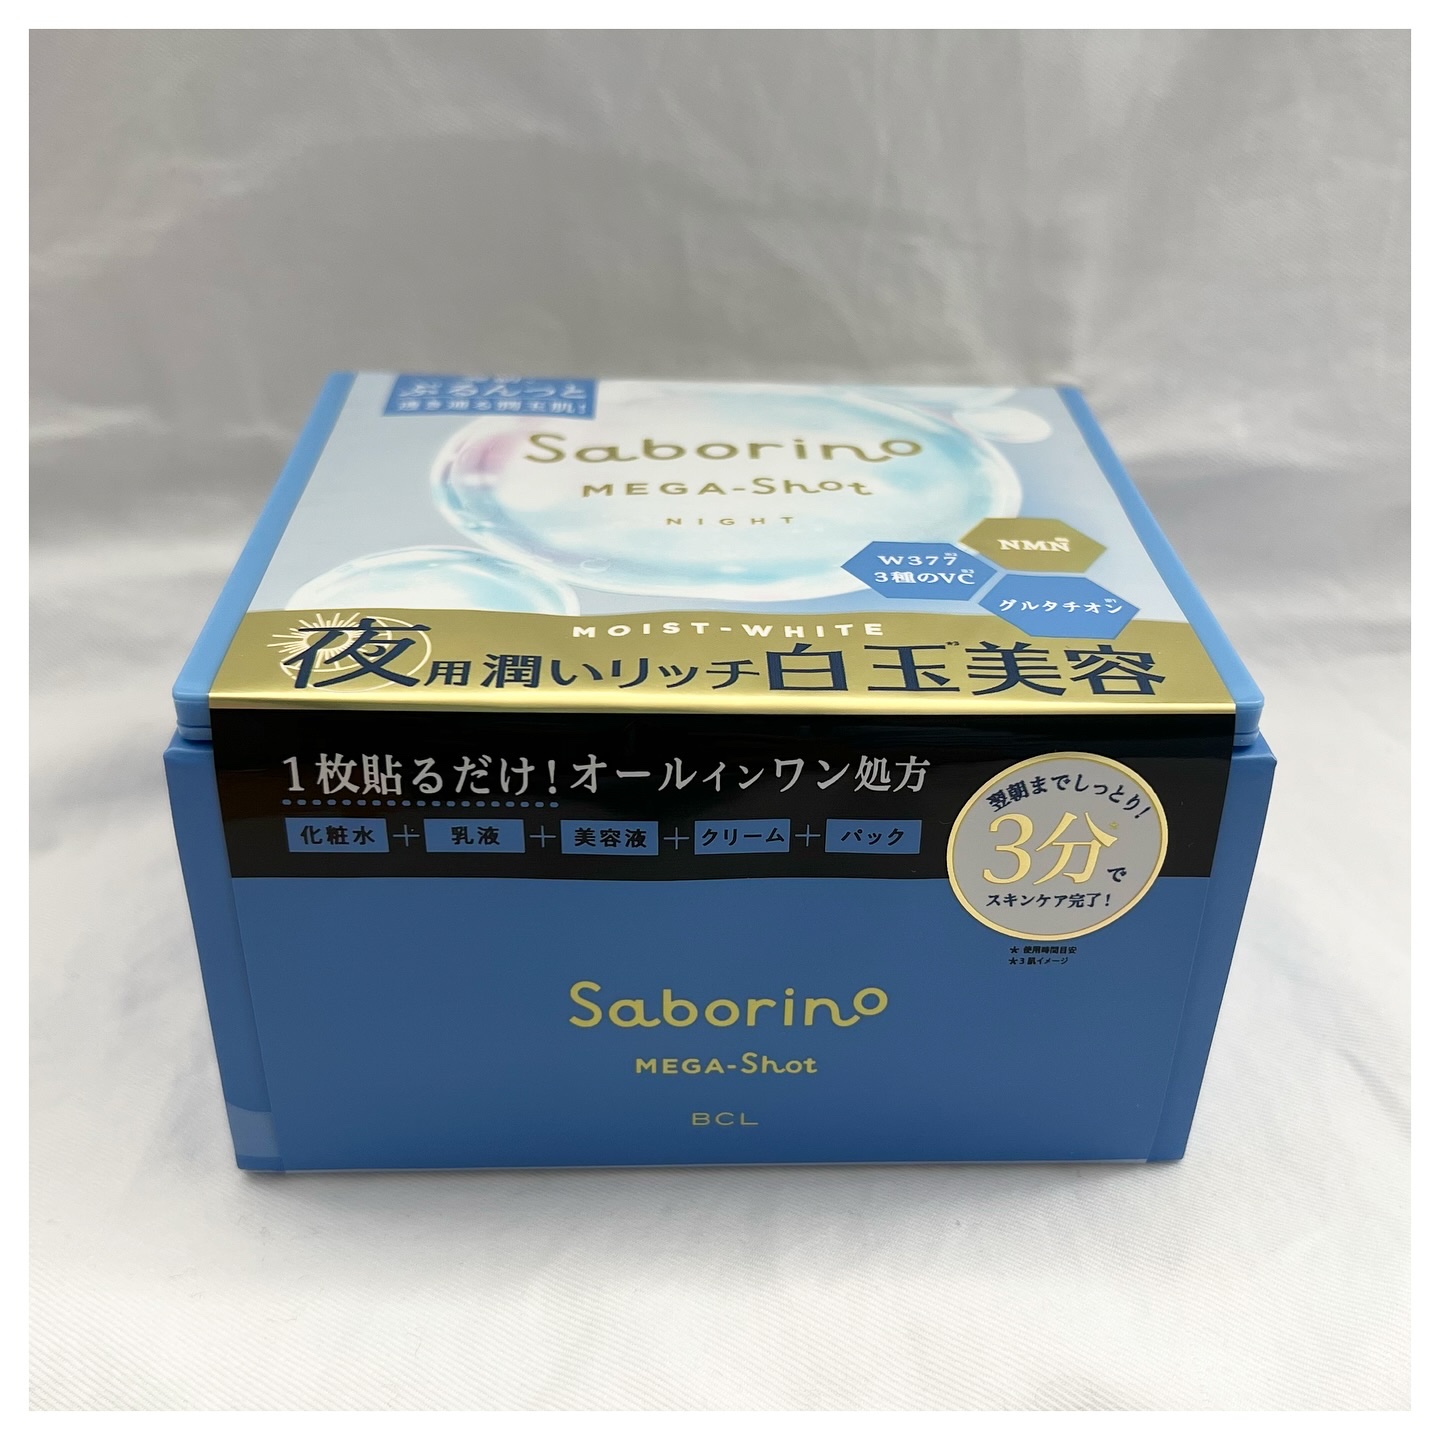 ぷるんっと
透き通る潤玉肌!
Saborino
MEGA-Shot
NIGHT
NMN
W377
3種のVC
グルタチオン
MOIST-WHITE
夜用潤いリッチ白玉美容
1枚貼るだけ!オールインワン処方
化粧水+乳液+美容液+クリーム+パック
翌朝までしっとり!
3分*で
スキンケア完了!
★ 使用時間目安
★3 肌イメージ
Saborino
MEGA-Shot
BCL